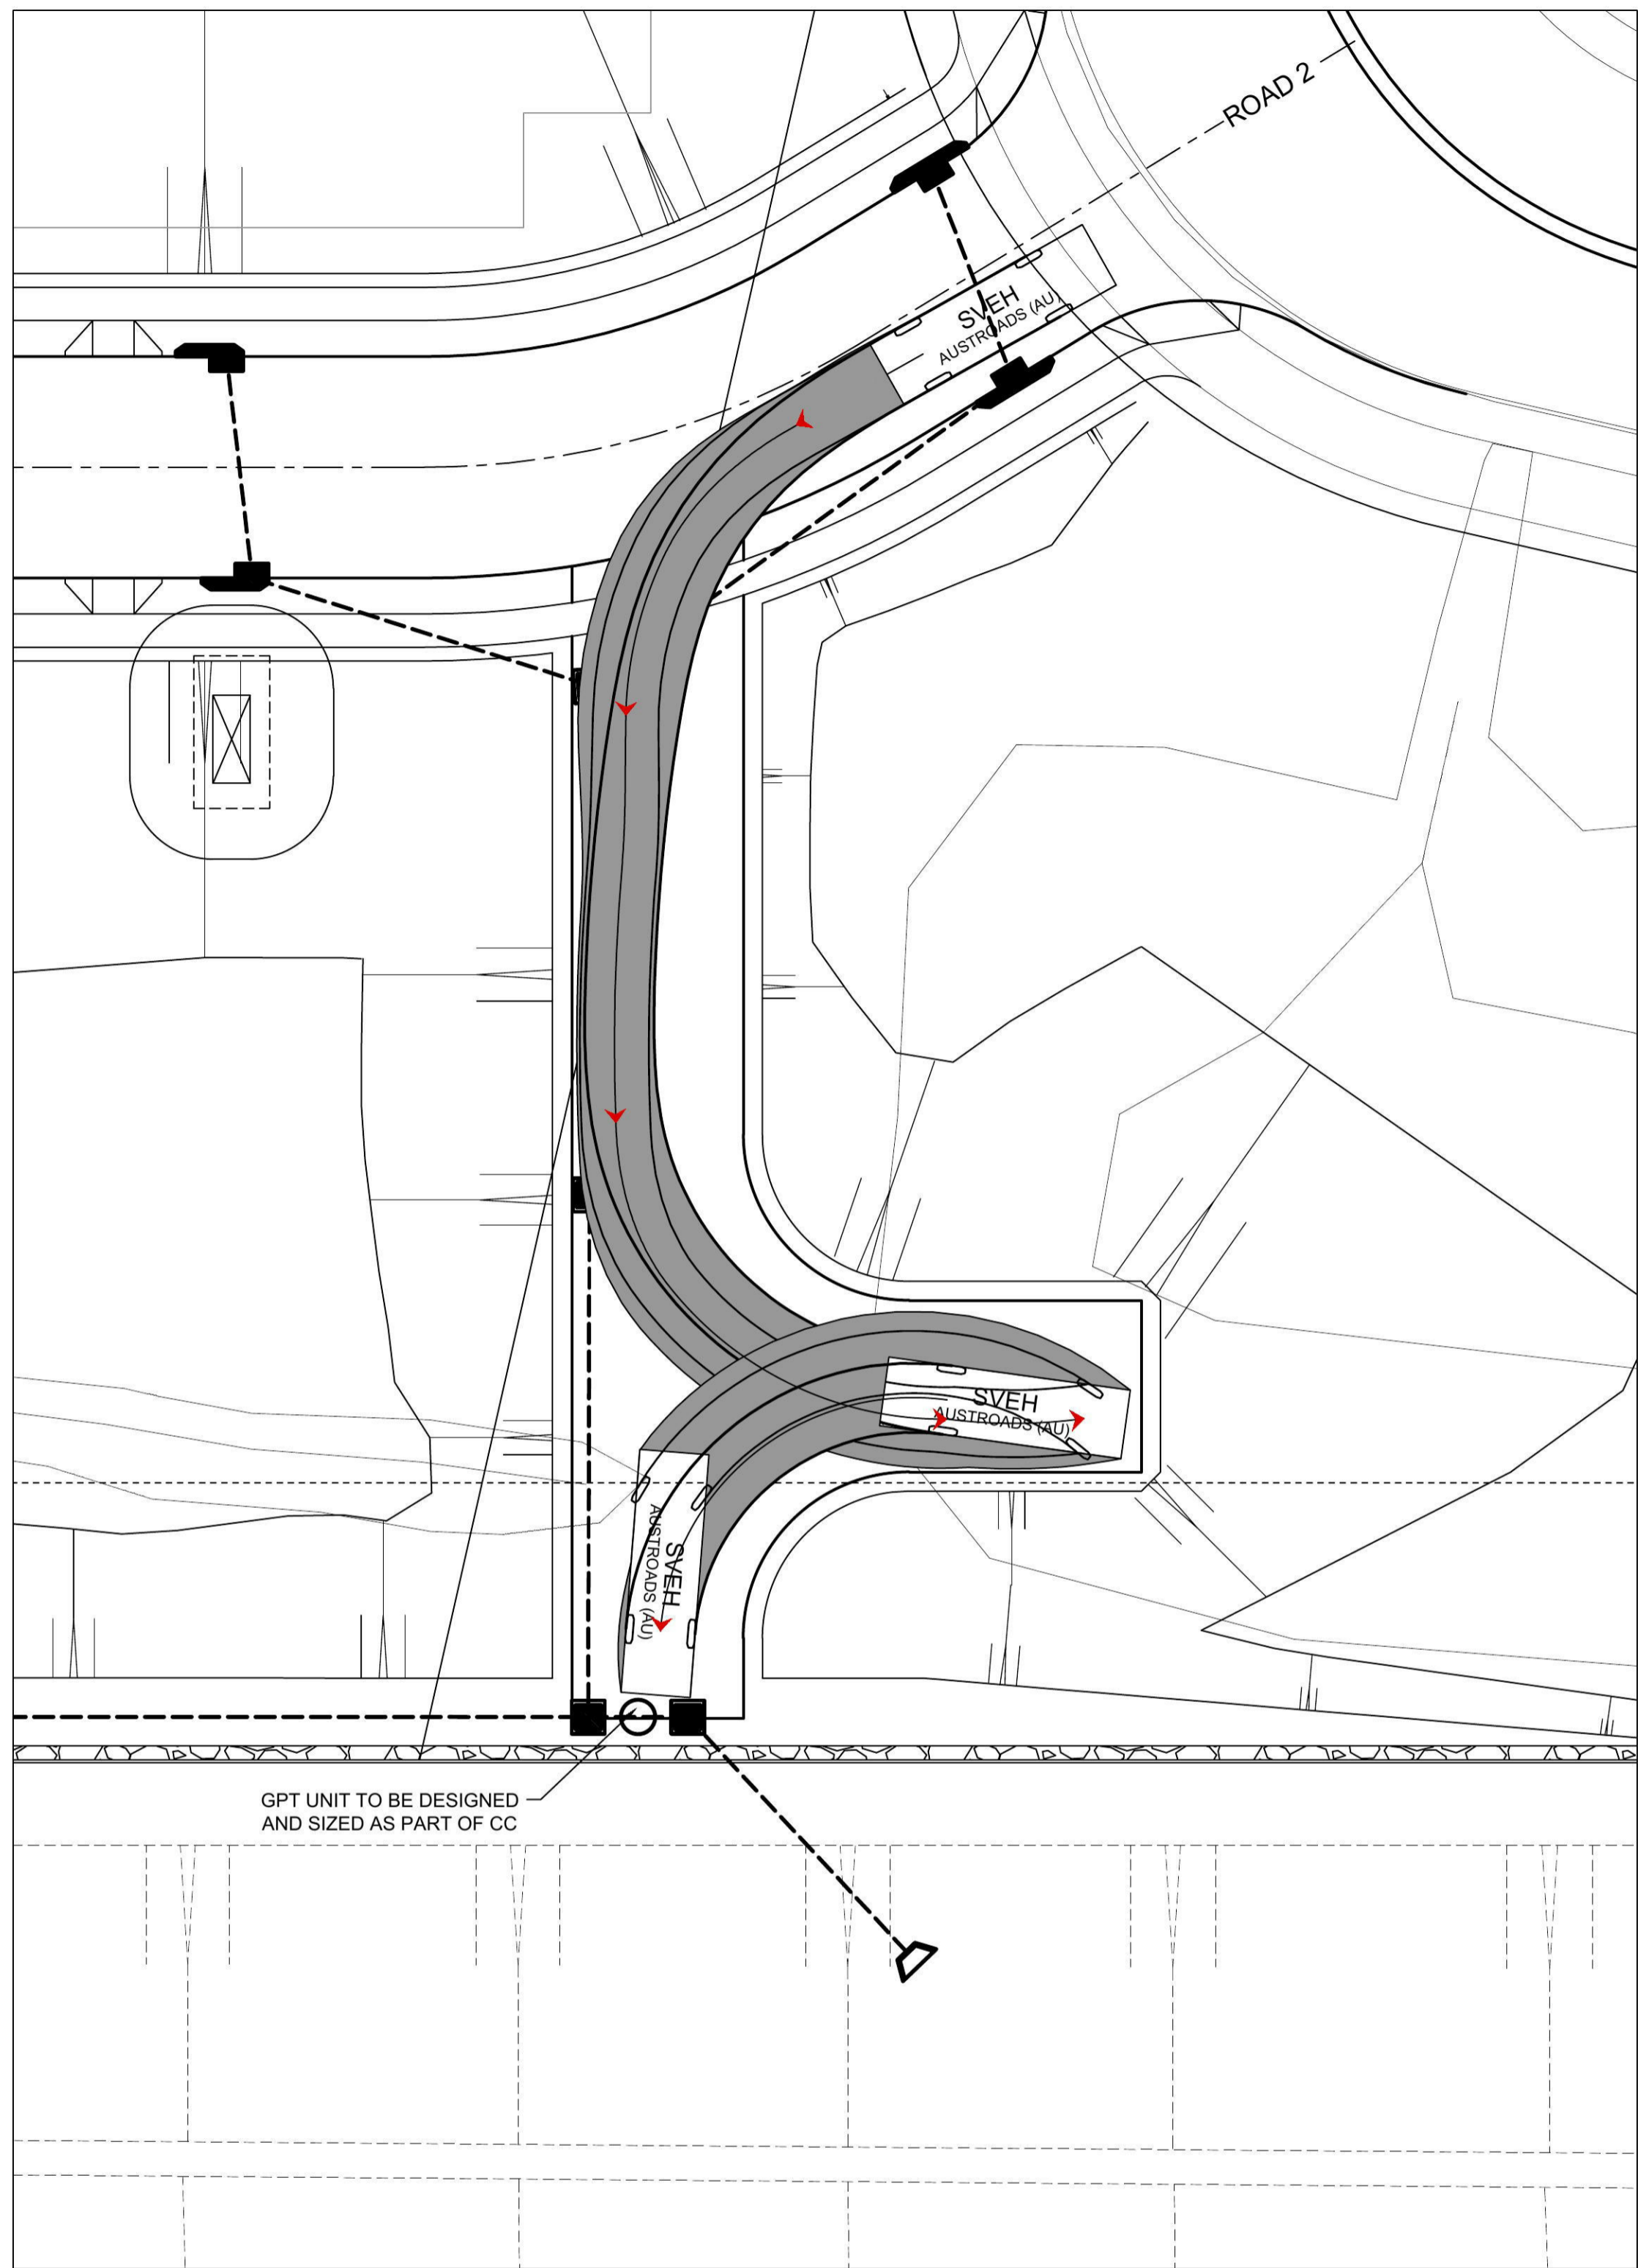 ROAD 2
SVEH
AUSTROADS (AU)
SVEH
AUSTROADS (AU)
SVEH
AUSTROADS (AU)
GPT UNIT TO BE DESIGNED
AND SIZED AS PART OF CC